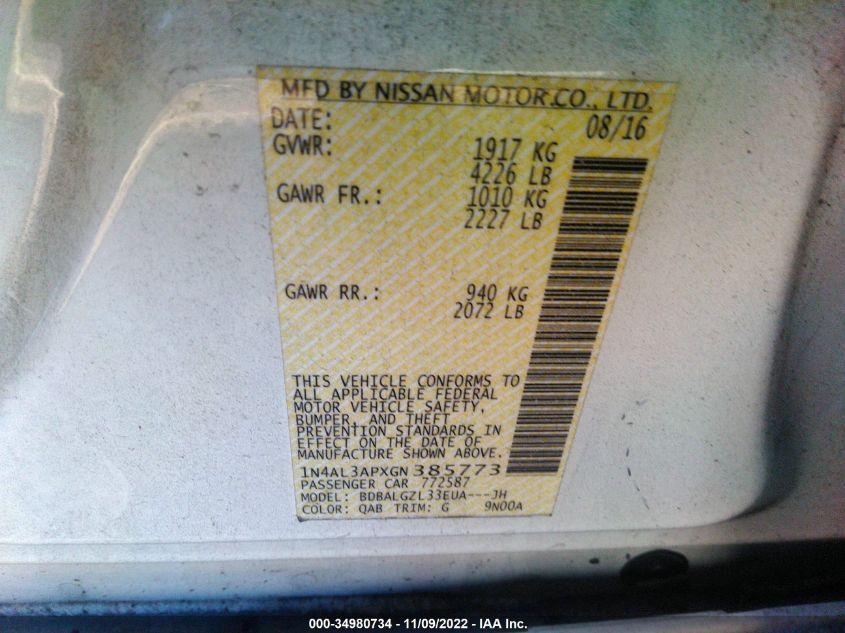 MFD BY NISSAN MOTOR CO., LTD.
DATE: 08/16
GVWR: 1917 KG
4226 LB
GAWR FR.: 1010 KG
2227 LB
GAWR RR.: 940 KG
2072 LB
THIS VEHICLE CONFORMS TO
ALL APPLICABLE FEDERAL
MOTOR VEHICLE SAFETY,
BUMPER, AND THEFT
PREVENTION STANDARDS IN
EFFECT ON THE DATE OF
MANUFACTURE SHOWN ABOVE.
1N4AL3APXGN385773
PASSENGER CAR 772587
MODEL: BDBALGZL33EUA---JH
COLOR: QAB TRIM: G 9N00A
000-34980734 - 11/09/2022 - IAA Inc.